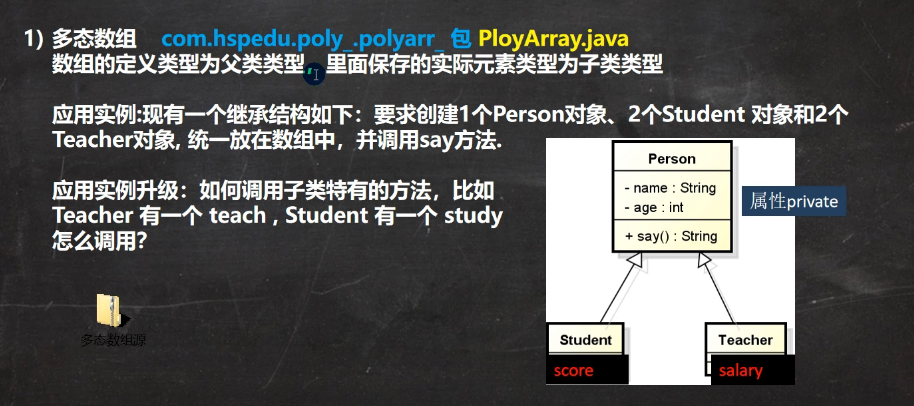 1) 多态数组 com.hspedu.poly_.polyarr_ 包 PloyArray.java
数组的定义类型为父类类型，里面保存的实际元素类型为子类类型
应用实例:现有一个继承结构如下：要求创建1个Person对象、2个Student 对象和2个
Teacher对象, 统一放在数组中，并调用say方法.
应用实例升级：如何调用子类特有的方法，比如
Teacher 有一个 teach , Student 有一个 study
怎么调用？
Person
- name : String
- age : int
+ say() : String
属性private
Student
score
Teacher
salary
多态数组源